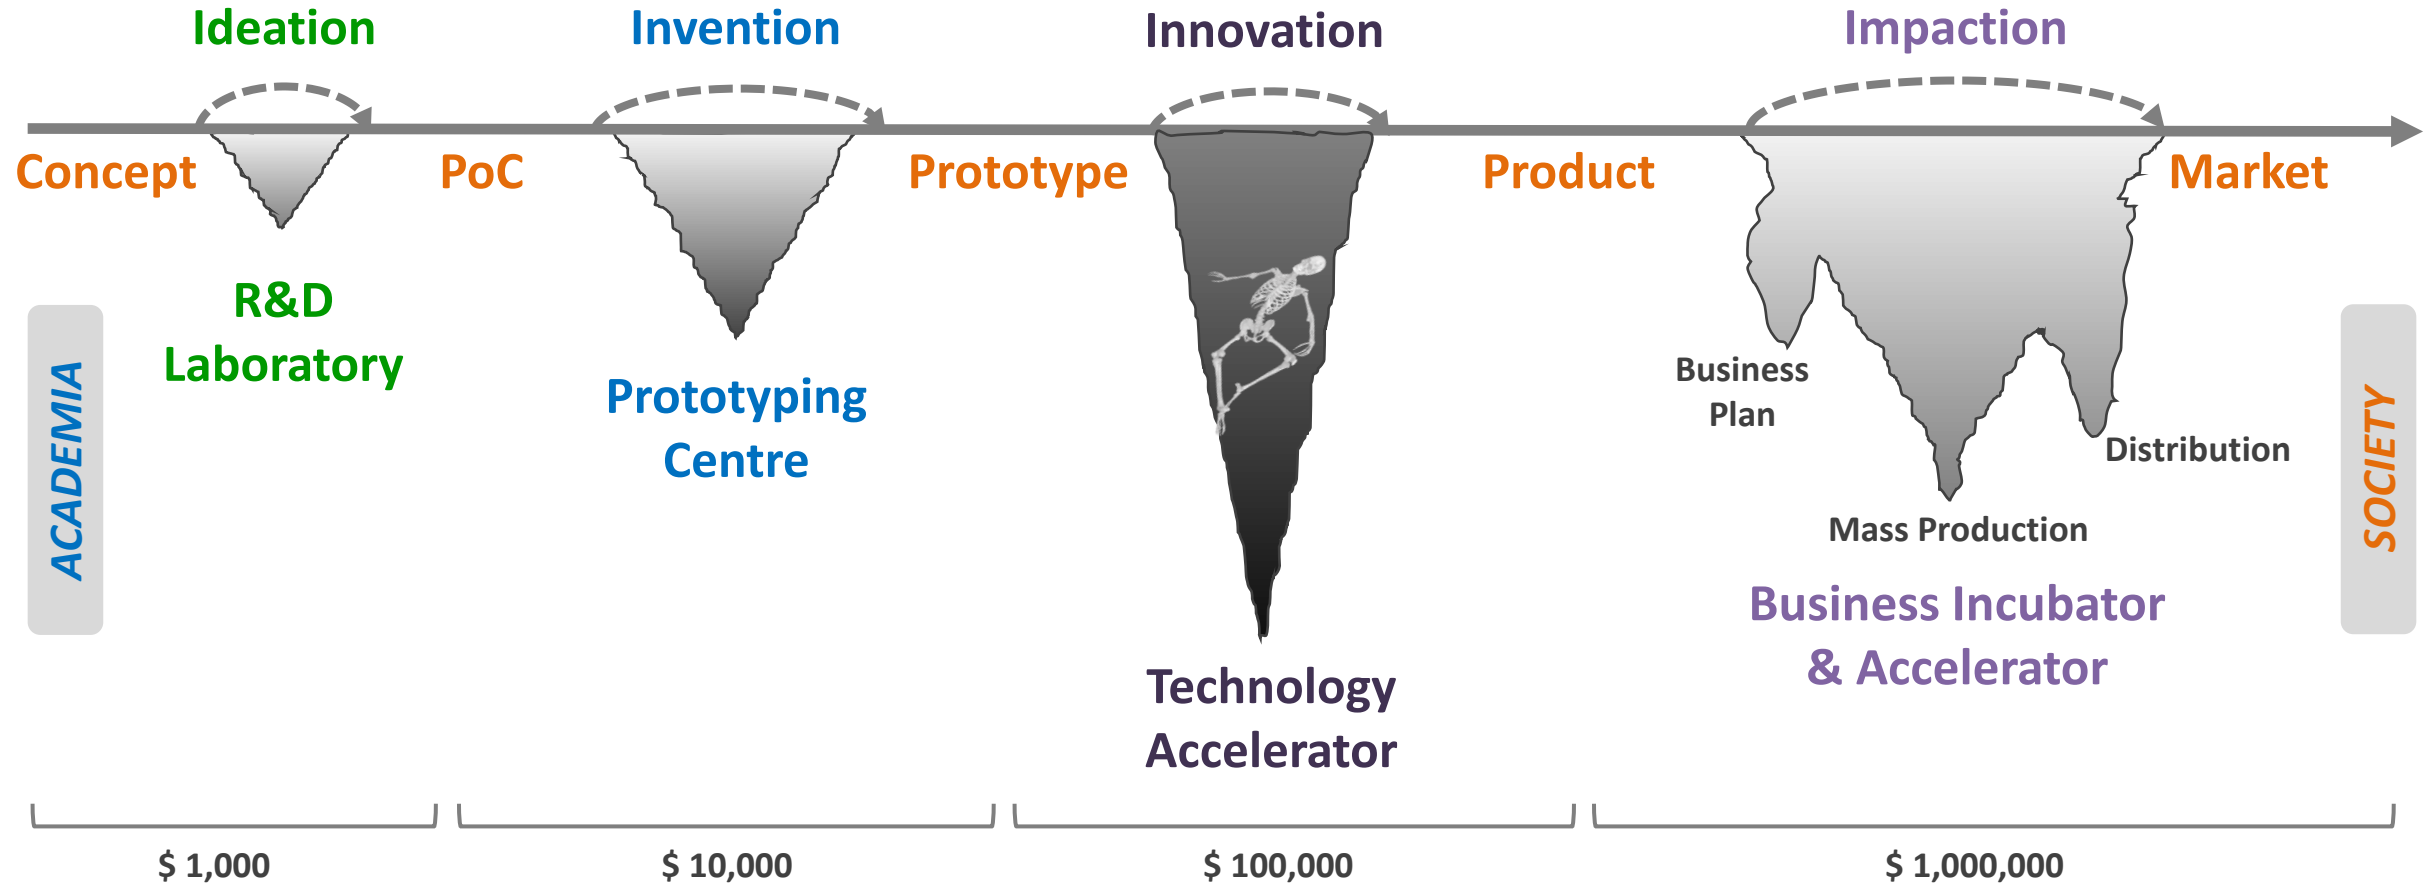 Ideation
Invention
Innovation
Impaction
Concept
PoC
Prototype
Product
Market
R&D
Laboratory
Prototyping
Centre
Technology
Accelerator
Business
Plan
Mass Production
Distribution
Business Incubator
& Accelerator
ACADEMIA
SOCIETY
$ 1,000
$ 10,000
$ 100,000
$ 1,000,000